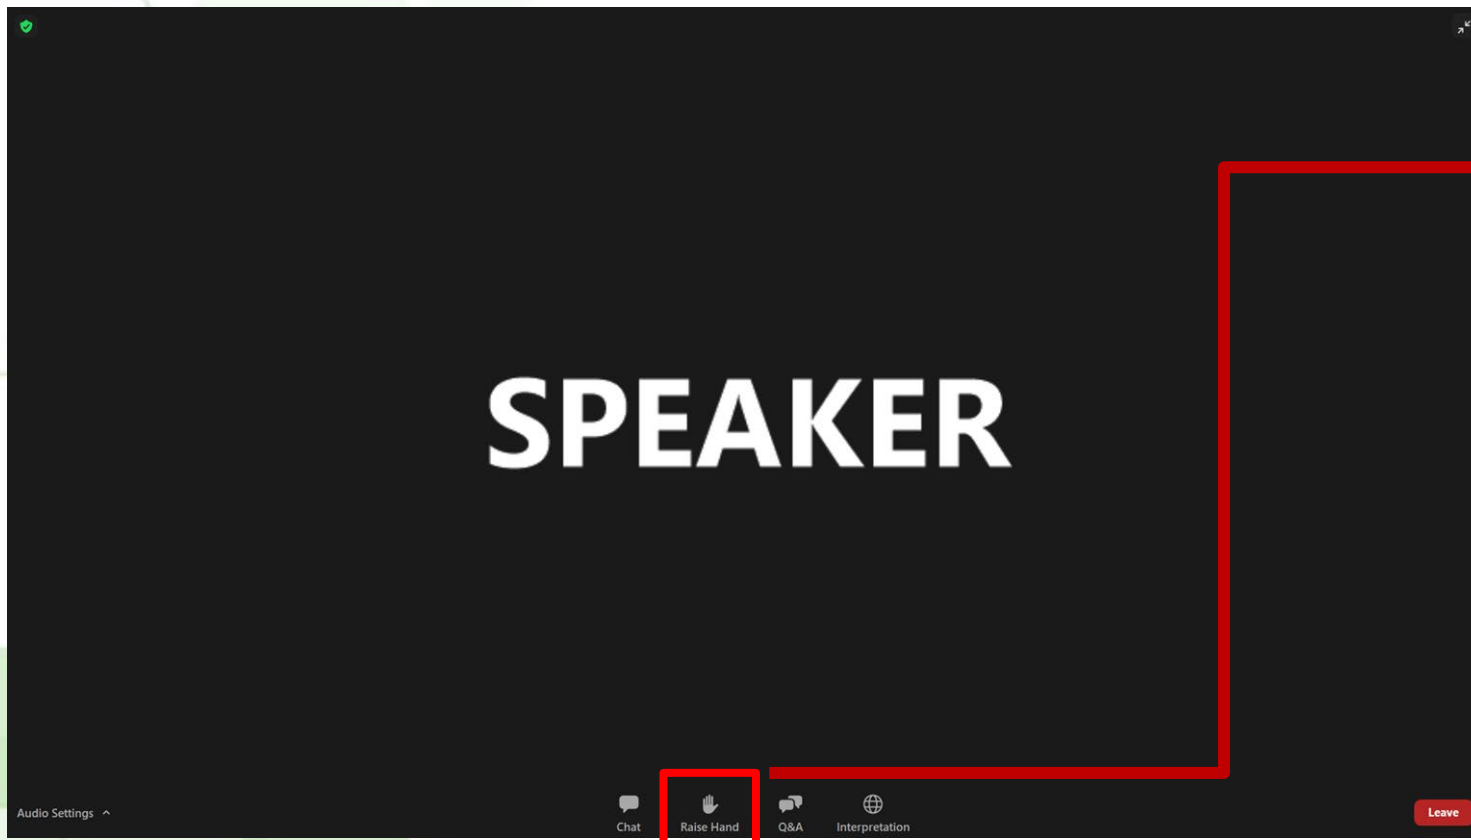 SPEAKER
Audio Settings
Chat
Raise Hand
Q&A
Interpretation
Leave